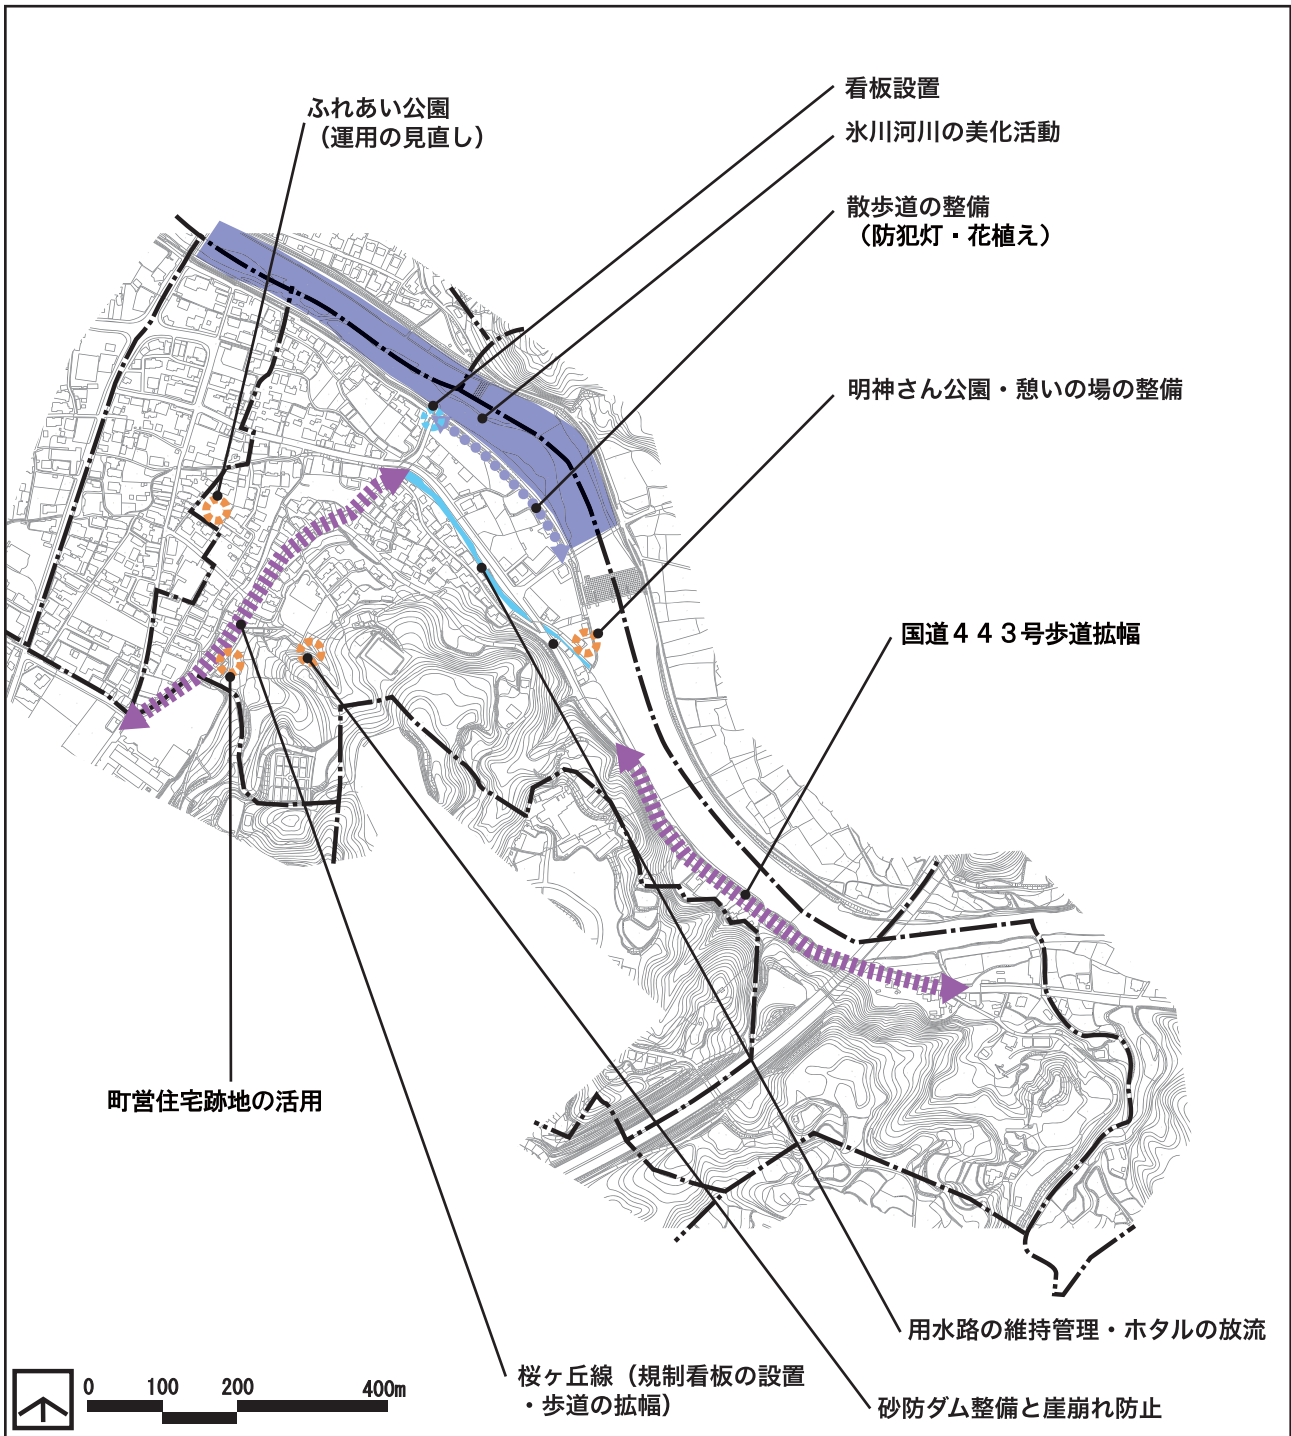 看板設置
ふれあい公園
（運用の見直し）
氷川河川の美化活動
散歩道の整備
（防犯灯・花植え）
明神さん公園・憩いの場の整備
国道４４３号歩道拡幅
町営住宅跡地の活用
用水路の維持管理・ホタルの放流
桜ヶ丘線（規制看板の設置
・歩道の拡幅）
砂防ダム整備と崖崩れ防止
0 100 200 400m